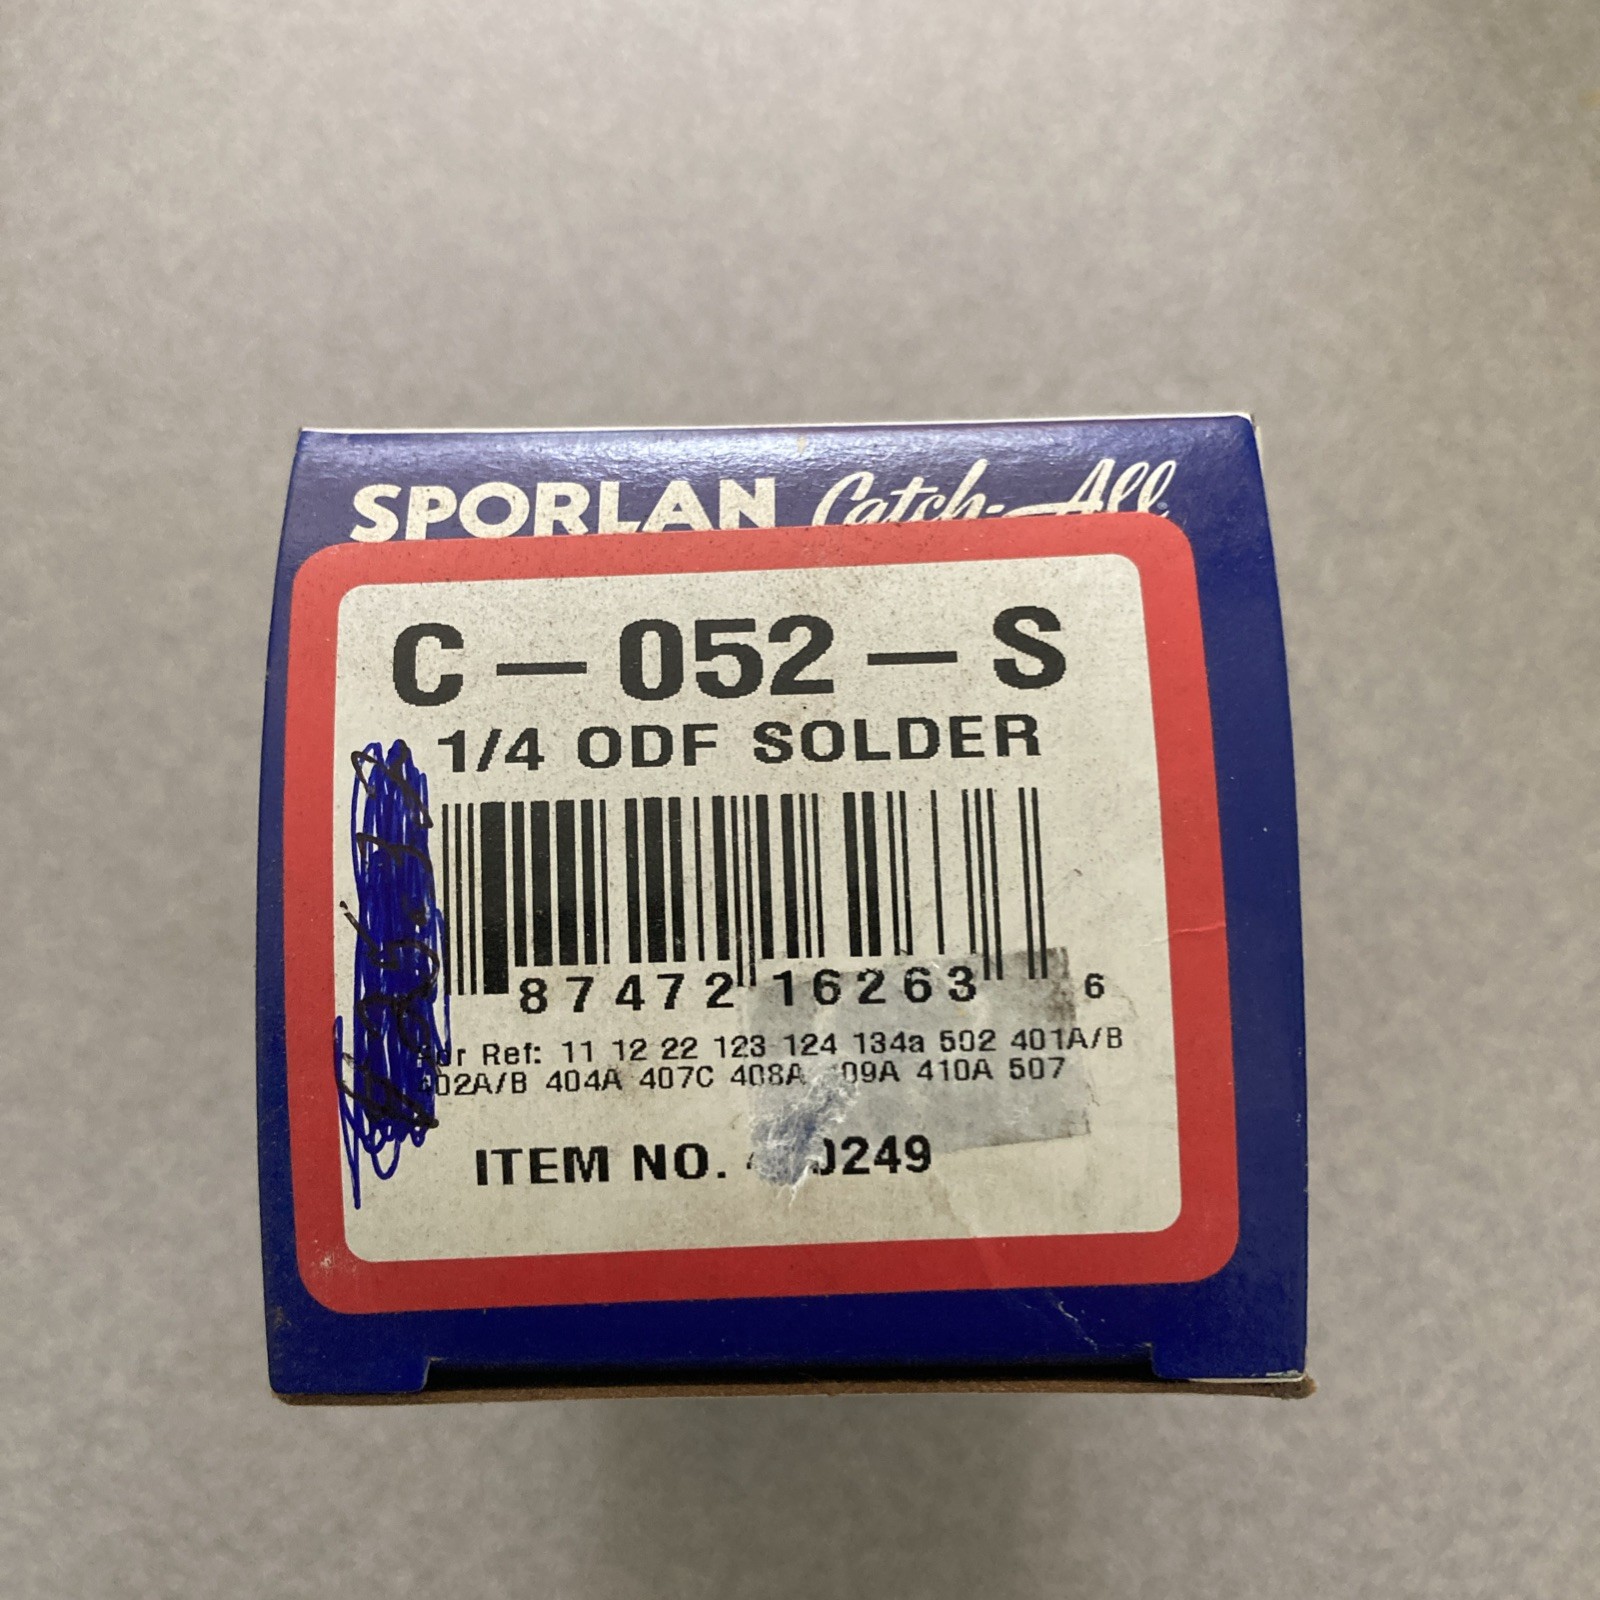 SPORLAN Catch-All
C-052-S
1/4 ODF SOLDER
87472 16263 6
Ref: 11 12 22 123 124 134a 502 401A/B
404A 407C 408A 410A 507
ITEM NO.